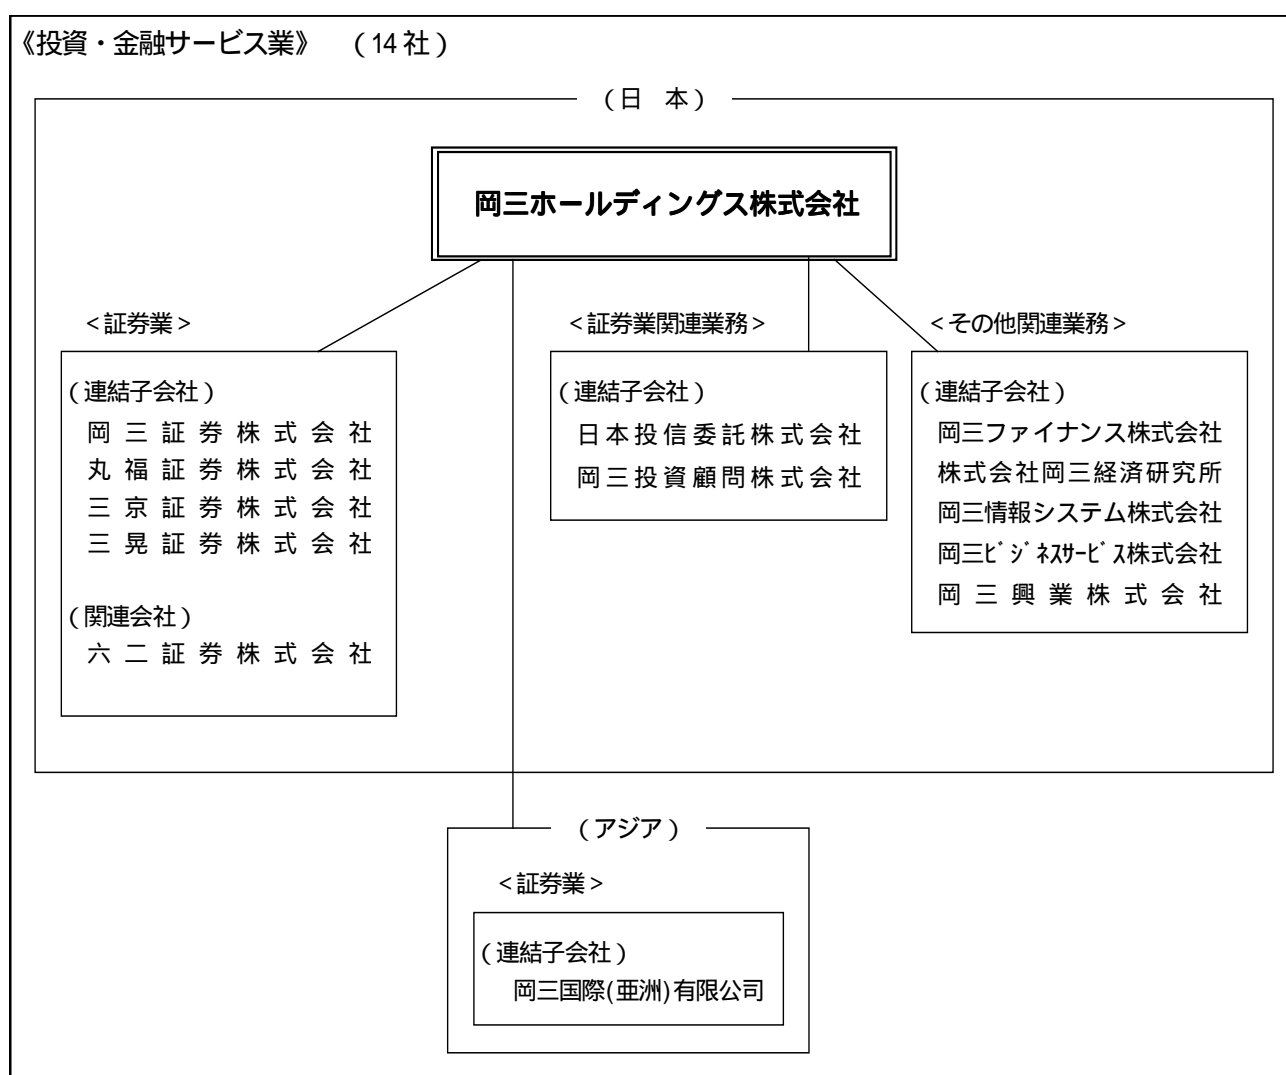 《投資・金融サービス業》 (14社)
(日 本)
岡三ホールディングス株式会社
<証券業>
(連結子会社)
岡三証券株式会社
丸福証券株式会社
三京証券株式会社
三晃証券株式会社
(関連会社)
六二証券株式会社
<証券業関連業務>
(連結子会社)
日本投信委託株式会社
岡三投資顧問株式会社
<その他関連業務>
(連結子会社)
岡三ファイナンス株式会社
株式会社岡三経済研究所
岡三情報システム株式会社
岡三ビジネスサービス株式会社
岡三興業株式会社
(アジア)
<証券業>
(連結子会社)
岡三国際(亜洲)有限公司